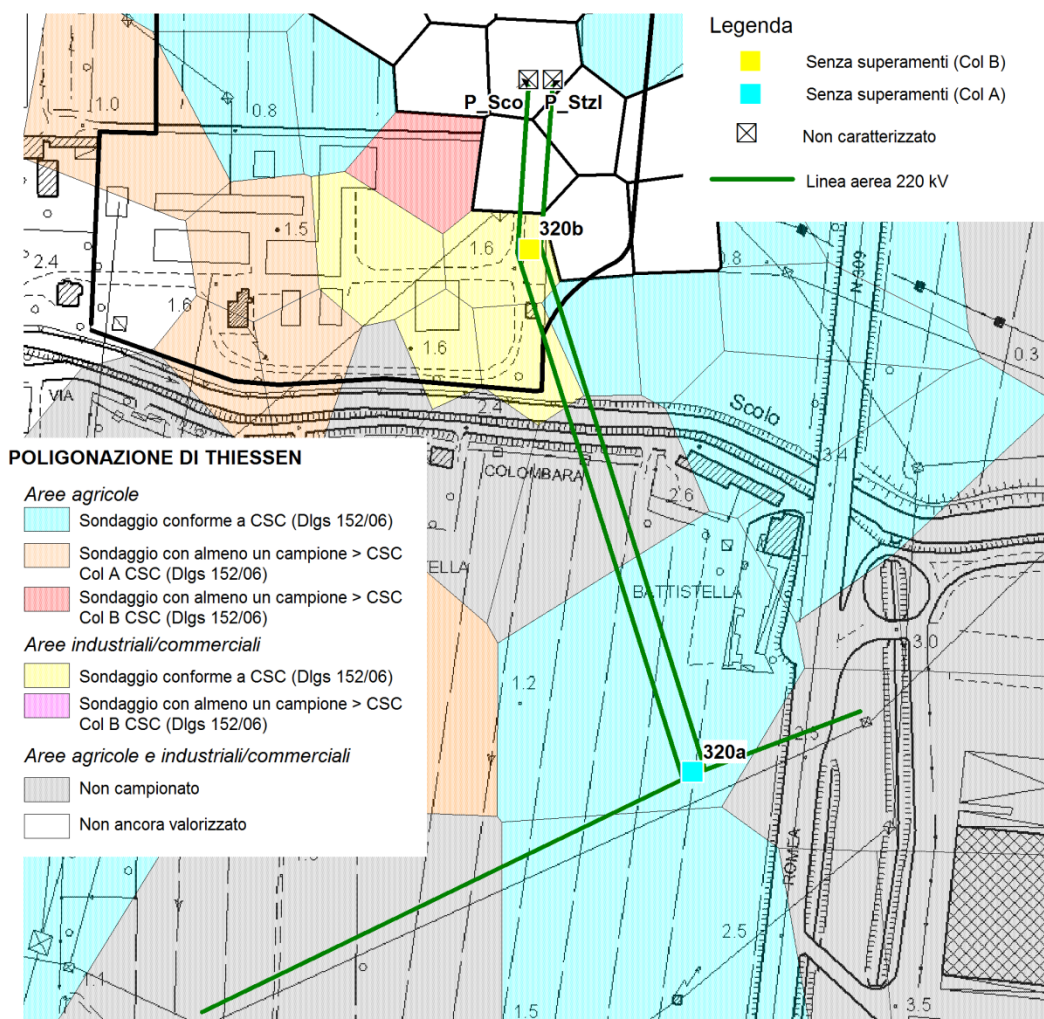 Legenda
Senza superamenti (Col B)
Senza superamenti (Col A)
Non caratterizzato
Linea aerea 220 kV
P_Sco
P_Stzl
1.0
0.8
320b
1.5
1.6
2.4
1.6
0.8
N.309
0.3
1.6
VIA
2.4
Scolo
3.4
COLOMBARA
2.6
POLIGONAZIONE DI THIESSEN
Aree agricole
Sondaggio conforme a CSC (Dlgs 152/06)
Sondaggio con almeno un campione > CSC
Col A CSC (Dlgs 152/06)
Sondaggio con almeno un campione > CSC
Col B CSC (Dlgs 152/06)
Aree industriali/commerciali
Sondaggio conforme a CSC (Dlgs 152/06)
Sondaggio con almeno un campione > CSC
Col B CSC (Dlgs 152/06)
Aree agricole e industriali/commerciali
Non campionato
Non ancora valorizzato
BATTISTELLA
3.0
1.2
320a
ROMEA
2.5
1.5
3.5